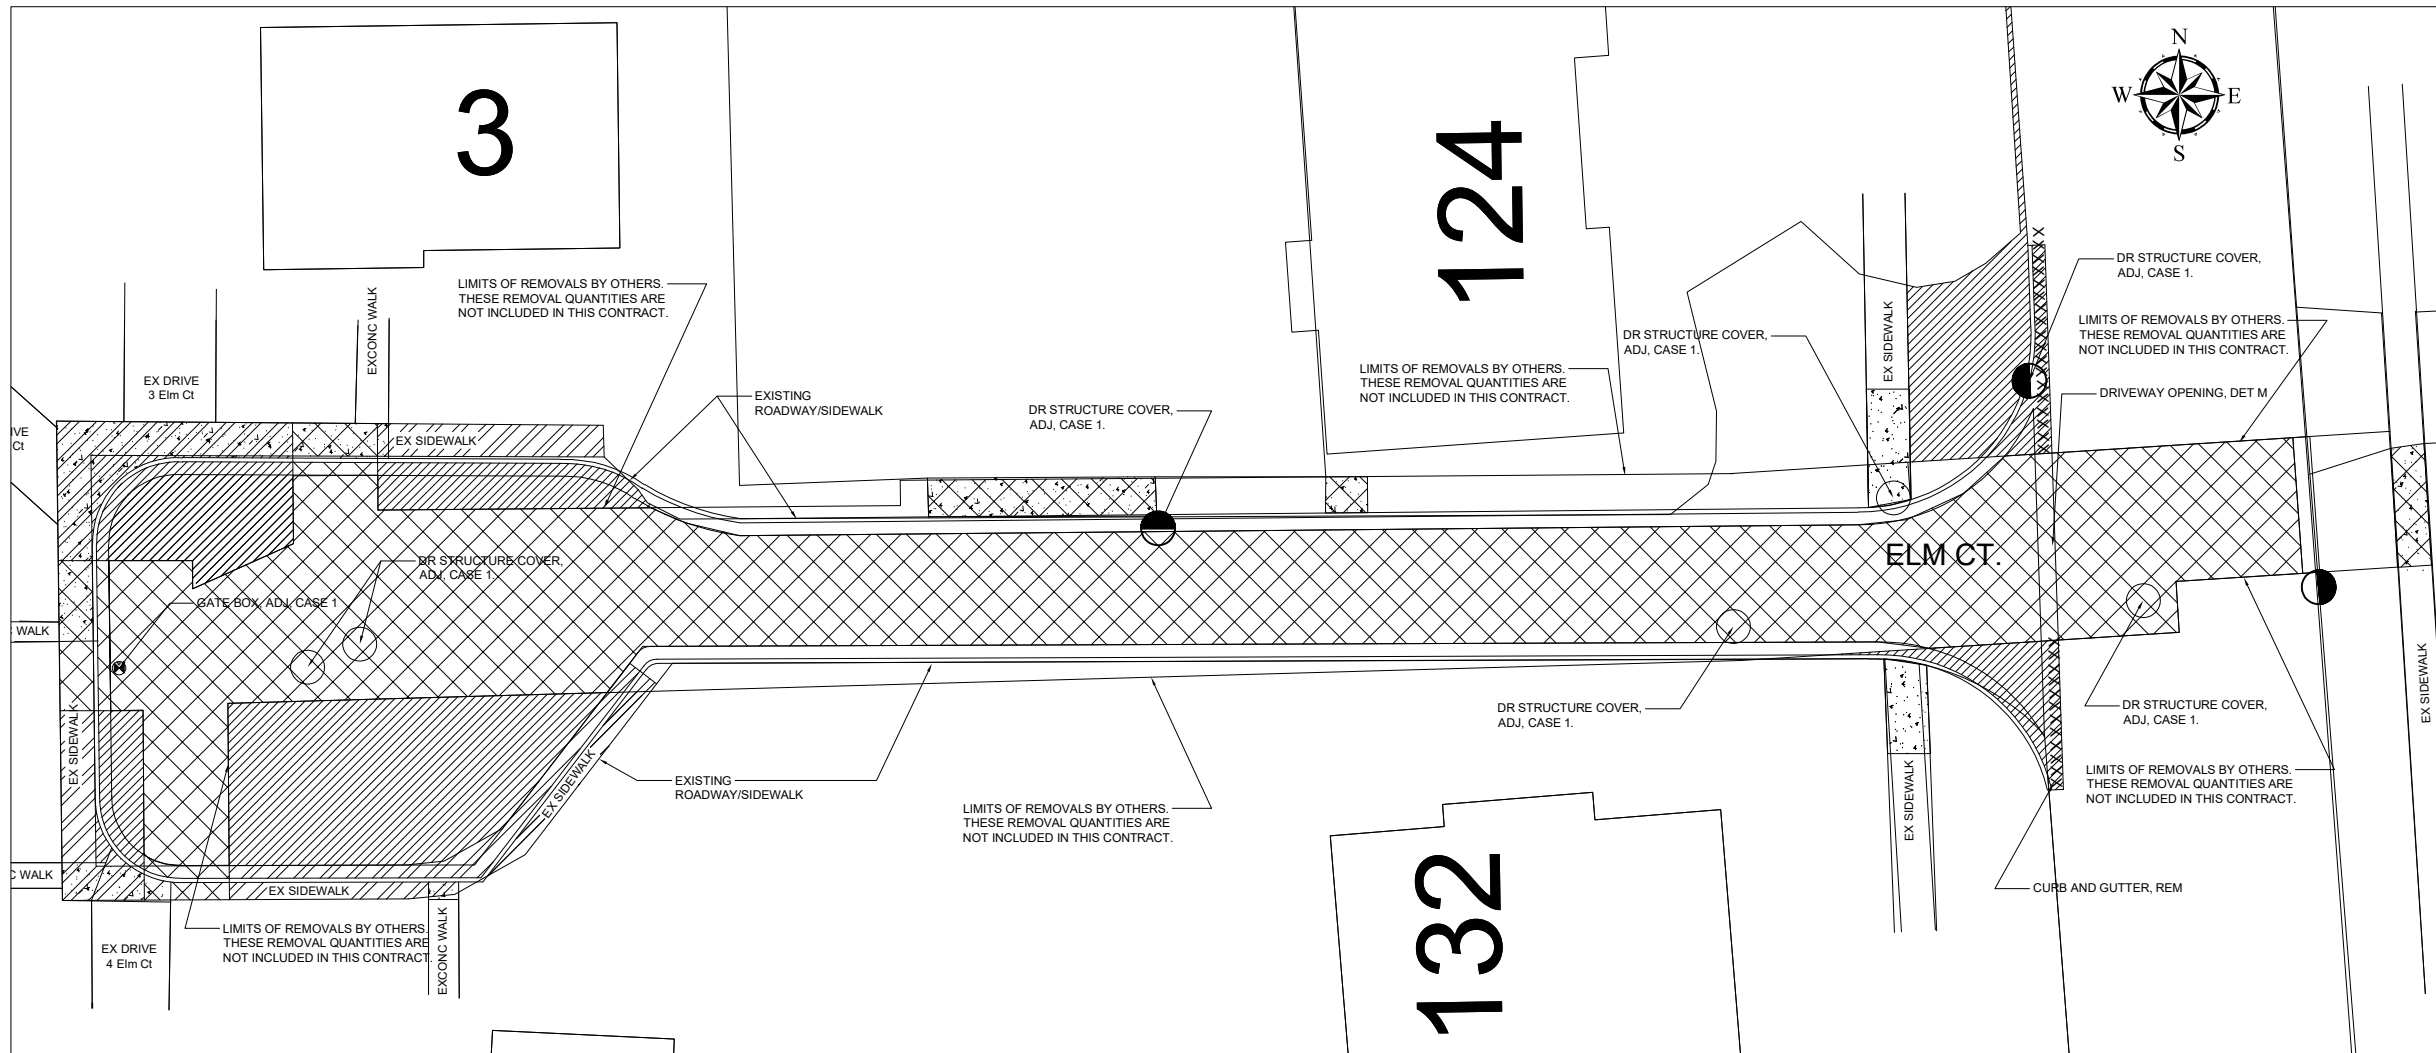 3
124
N
W
E
S
LIMITS OF REMOVALS BY OTHERS.
THESE REMOVAL QUANTITIES ARE
NOT INCLUDED IN THIS CONTRACT.
EXCONC WALK
EX DRIVE
3 Elm Ct
IVE
Ct
EX SIDEWALK
EXISTING
ROADWAY/SIDEWALK
DR STRUCTURE COVER,
ADJ, CASE 1.
LIMITS OF REMOVALS BY OTHERS.
THESE REMOVAL QUANTITIES ARE
NOT INCLUDED IN THIS CONTRACT.
DR STRUCTURE COVER,
ADJ, CASE 1.
EX SIDEWALK
DR STRUCTURE COVER,
ADJ, CASE 1.
LIMITS OF REMOVALS BY OTHERS.
THESE REMOVAL QUANTITIES ARE
NOT INCLUDED IN THIS CONTRACT.
DRIVEWAY OPENING, DET M
ELM CT.
DR STRUCTURE COVER,
ADJ, CASE 1.
GATE BOX, ADJ, CASE 1
WALK
EX SIDEWALK
EX SIDEWALK
EX SIDEWALK
EXISTING
ROADWAY/SIDEWALK
LIMITS OF REMOVALS BY OTHERS.
THESE REMOVAL QUANTITIES ARE
NOT INCLUDED IN THIS CONTRACT.
DR STRUCTURE COVER,
ADJ, CASE 1.
DR STRUCTURE COVER,
ADJ, CASE 1.
EX SIDEWALK
LIMITS OF REMOVALS BY OTHERS.
THESE REMOVAL QUANTITIES ARE
NOT INCLUDED IN THIS CONTRACT.
EX SIDEWALK
CURB AND GUTTER, REM
C WALK
EX DRIVE
4 Elm Ct
LIMITS OF REMOVALS BY OTHERS.
THESE REMOVAL QUANTITIES ARE
NOT INCLUDED IN THIS CONTRACT.
EXCONC WALK
132